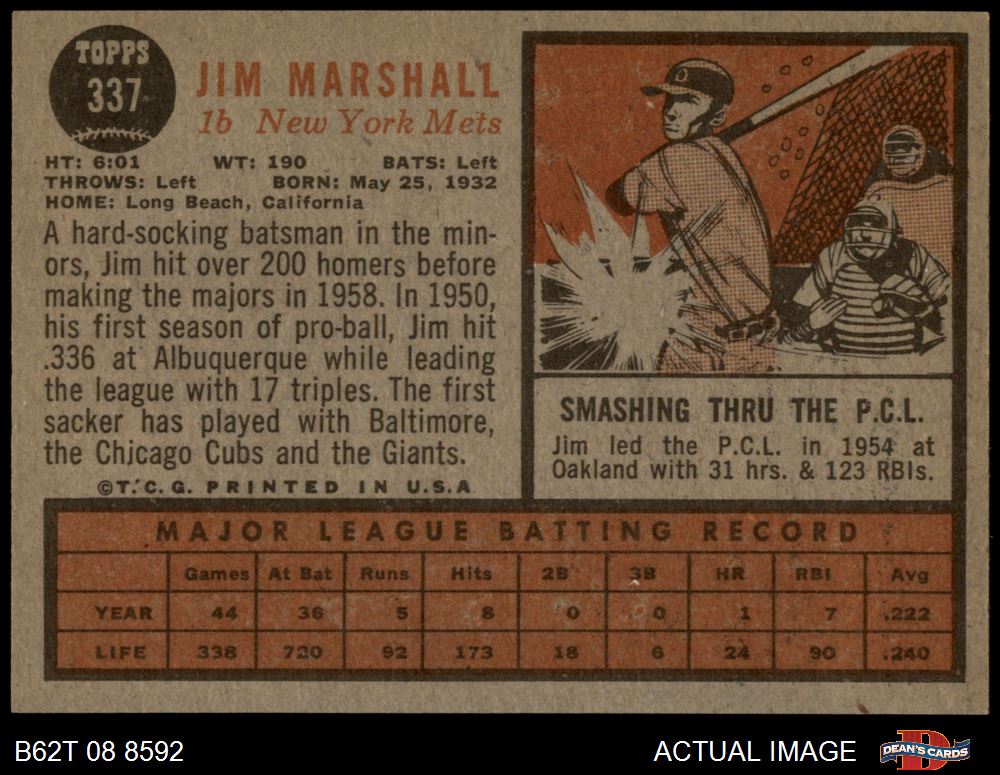 TOPPS
337
JIM MARSHALL
1b New York Mets
HT: 6:01 WT: 190 BATS: Left
THROWS: Left BORN: May 25, 1932
HOME: Long Beach, California
A hard-socking batsman in the min-
ors, Jim hit over 200 homers before
making the majors in 1958. In 1950,
his first season of pro-ball, Jim hit
.336 at Albuquerque while leading
the league with 17 triples. The first
sacker has played with Baltimore,
the Chicago Cubs and the Giants.
©T.C.G. PRINTED IN U.S.A.
SMASHING THRU THE P.C.L.
Jim led the P.C.L. in 1954 at
Oakland with 31 hrs. & 123 RBIs.
MAJOR LEAGUE BATTING RECORD
Games At Bat Runs Hits 2B 3B HR RBI Avg
YEAR 44 36 5 8 0 0 1 7 .222
LIFE 338 720 92 173 18 6 24 90 .240
B62T 08 8592
ACTUAL IMAGE
DEAN'S CARDS